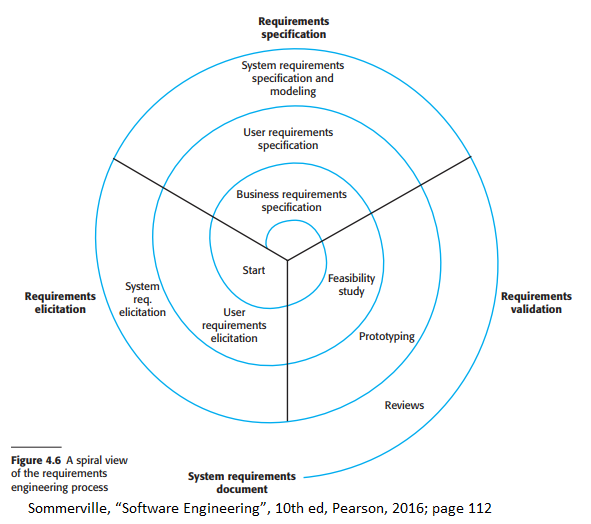 Requirements
specification
System requirements
specification and
modeling
User requirements
specification
Business requirements
specification
Start
Feasibility
study
System
req.
elicitation
User
requirements
elicitation
Requirements
elicitation
Requirements
validation
Prototyping
Reviews
Figure 4.6 A spiral view
of the requirements
engineering process
System requirements
document
Sommerville, “Software Engineering”, 10th ed, Pearson, 2016; page 112